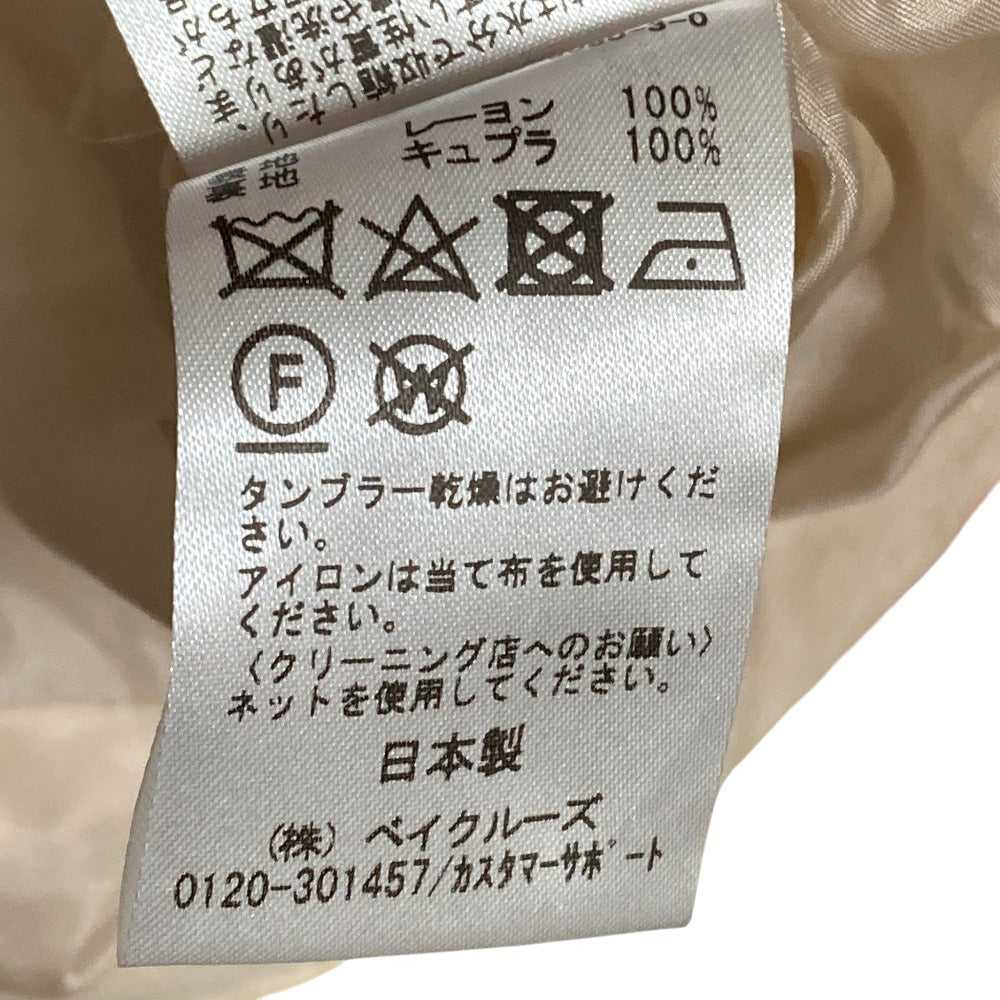 レーヨン 100%
裏地 キュプラ 100%
F
W
タンブラー乾燥はお避けくだ
さい。
アイロンは当て布を使用して
ください。
〈クリーニング店へのお願い〉
ネットを使用してください。
日本製
(株) ベイクルーズ
0120-301457/カスタマーサポート